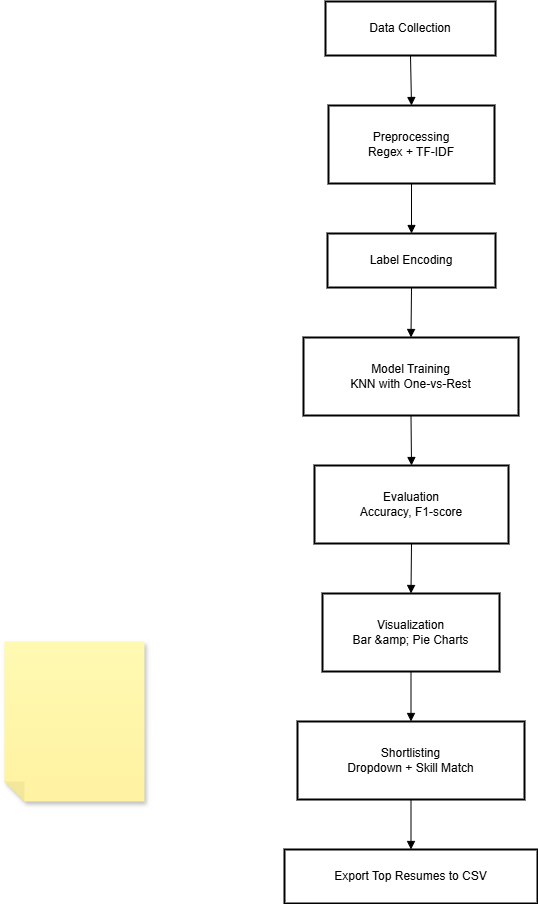 Data Collection
Preprocessing
Regex + TF-IDF
Label Encoding
Model Training
KNN with One-vs-Rest
Evaluation
Accuracy, F1-score
Visualization
Bar &amp; Pie Charts
Shortlisting
Dropdown + Skill Match
Export Top Resumes to CSV